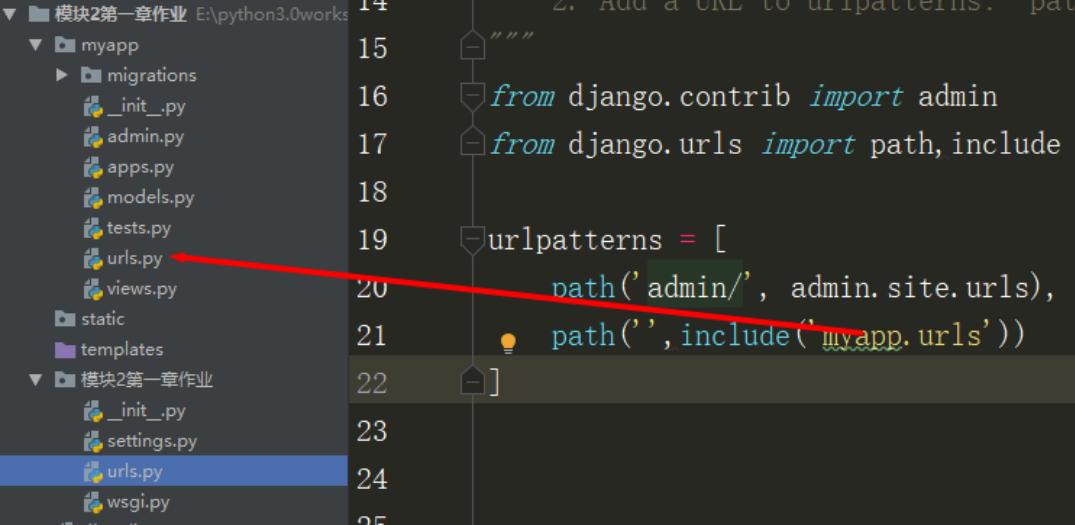 模块2第一章作业 E:\python3.0works
myapp
migrations
__init__.py
admin.py
apps.py
models.py
tests.py
urls.py
views.py
static
templates
模块2第一章作业
__init__.py
settings.py
urls.py
wsgi.py
14 2. Add a URL to urlpatterns: pat
15 """
16 from django.contrib import admin
17 from django.urls import path,include
18
19 urlpatterns = [
20 path('admin/', admin.site.urls),
21 path('',include('myapp.urls'))
22 ]
23
24
25